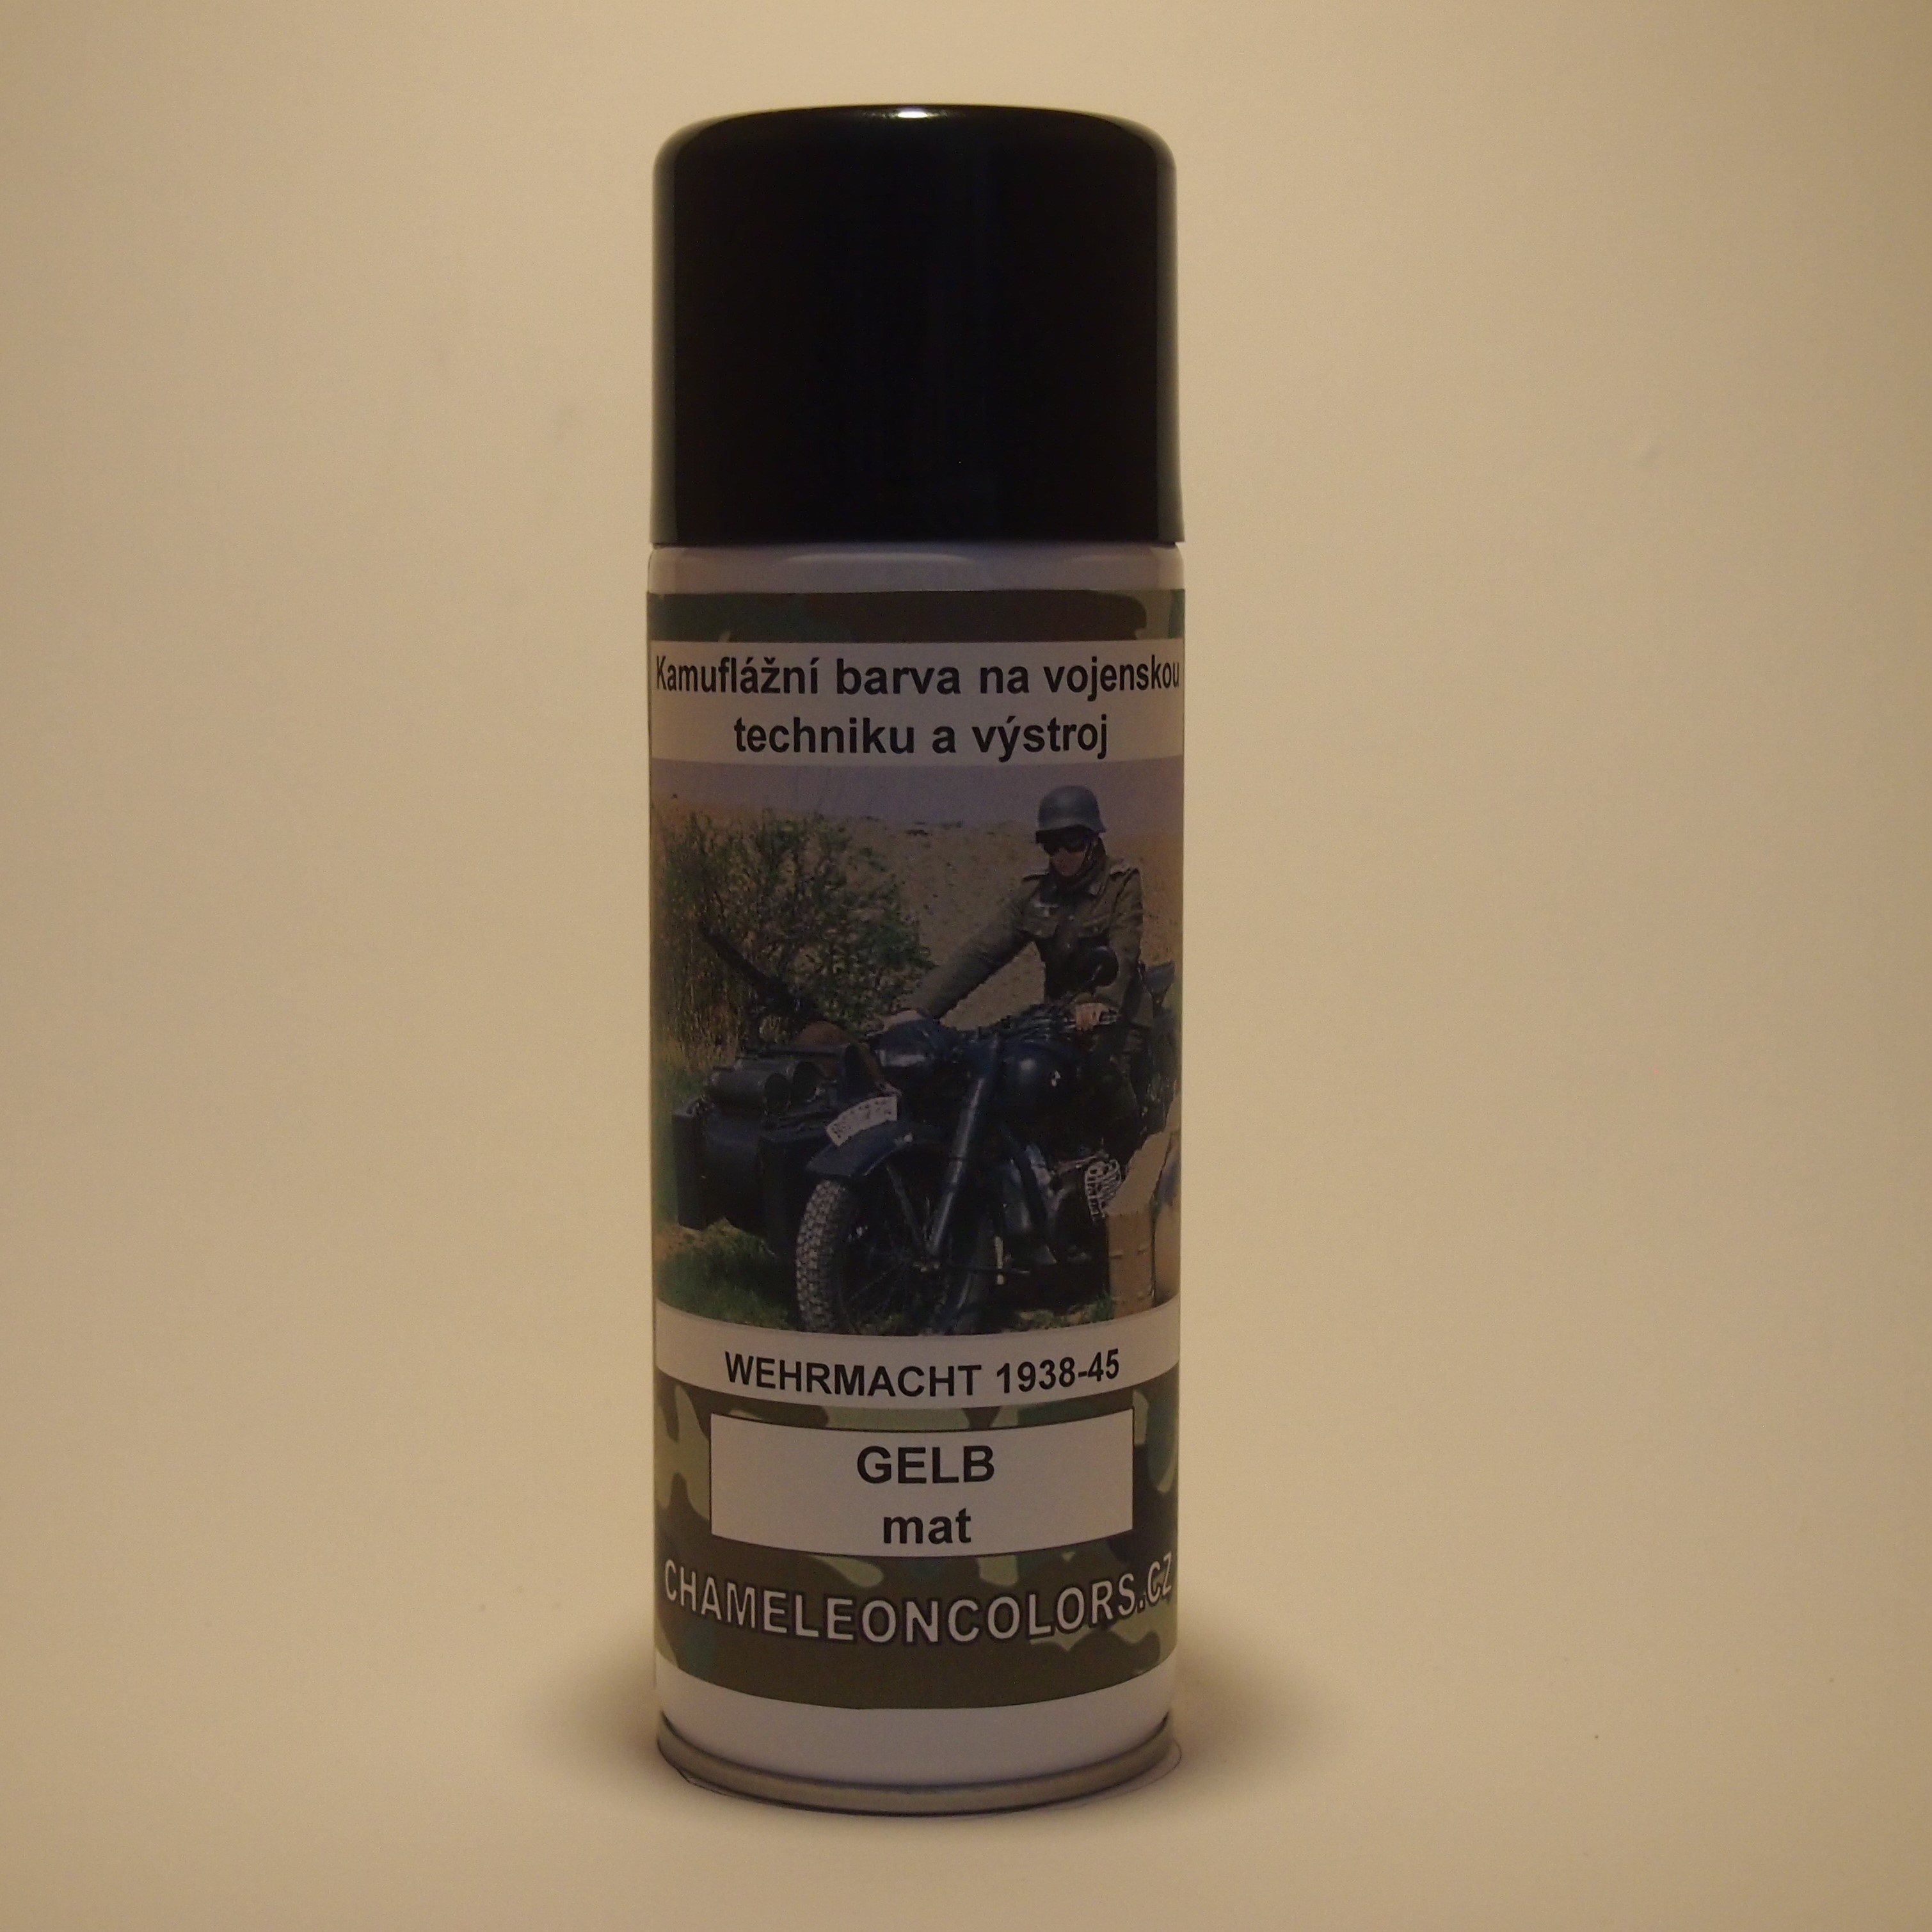 Kamuflážní barva na vojenskou
techniku a výstroj
WEHRMACHT 1938-45
GELB
mat
CHAMELEONCOLORS.CZ